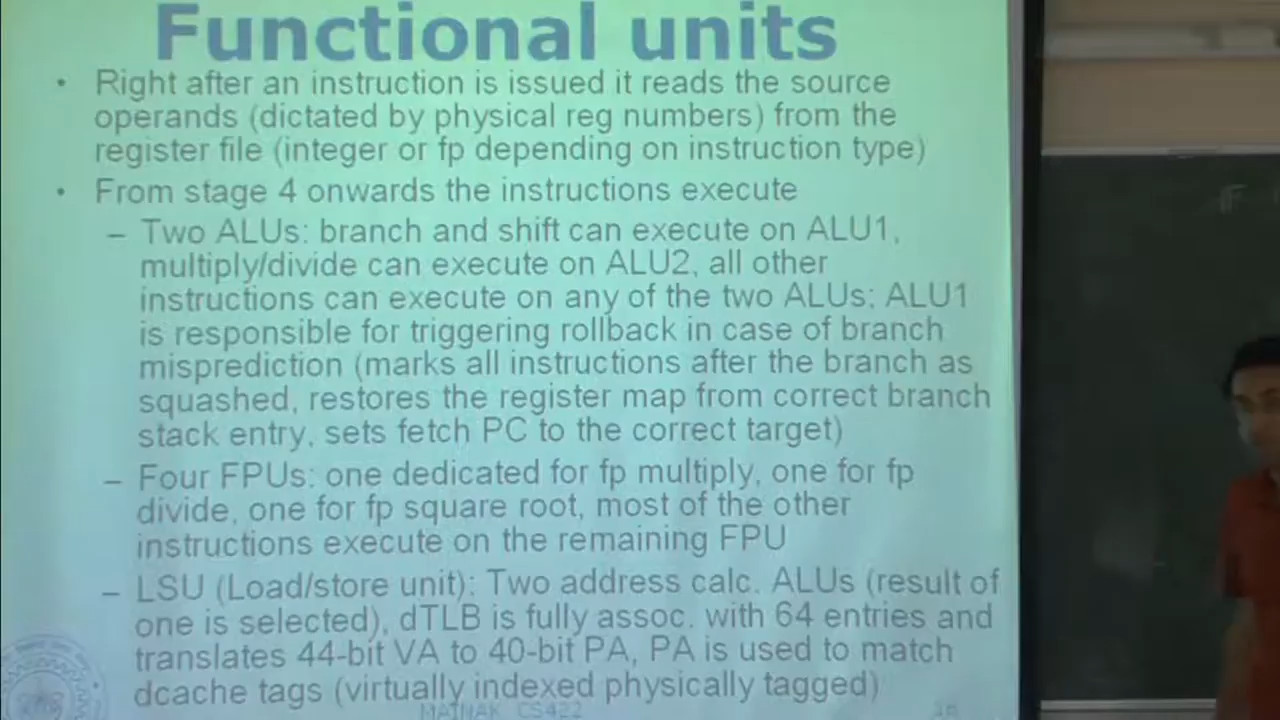 Functional units
• Right after an instruction is issued it reads the source
operands (dictated by physical reg numbers) from the
register file (integer or fp depending on instruction type)
• From stage 4 onwards the instructions execute
– Two ALUs: branch and shift can execute on ALU1,
multiply/divide can execute on ALU2, all other
instructions can execute on any of the two ALUs; ALU1
is responsible for triggering rollback in case of branch
misprediction (marks all instructions after the branch as
squashed, restores the register map from correct branch
stack entry, sets fetch PC to the correct target)
– Four FPUs: one dedicated for fp multiply, one for fp
divide, one for fp square root, most of the other
instructions execute on the remaining FPU
– LSU (Load/store unit): Two address calc. ALUs (result of
one is selected), dTLB is fully assoc. with 64 entries and
translates 44-bit VA to 40-bit PA, PA is used to match
dcache tags (virtually indexed physically tagged)
MAINAK CS422